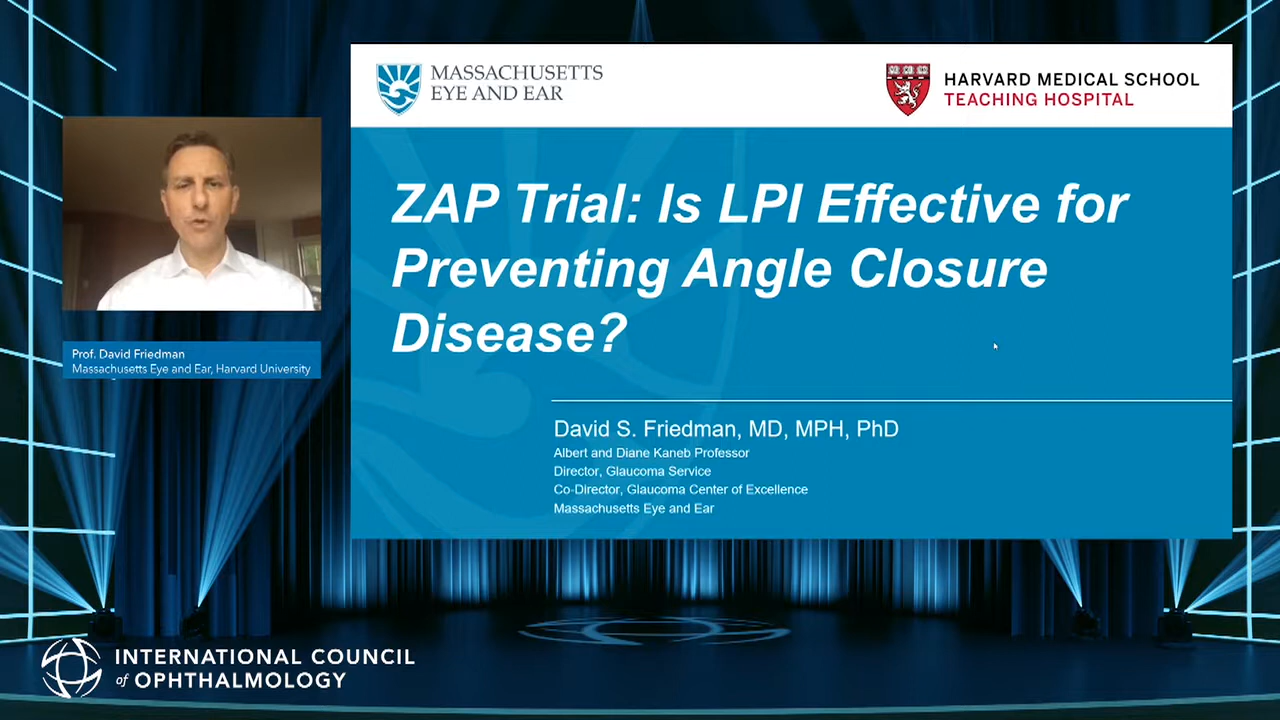 MASSACHUSETTS
EYE AND EAR
HARVARD MEDICAL SCHOOL
TEACHING HOSPITAL
ZAP Trial: Is LPI Effective for
Preventing Angle Closure
Disease?
Prof. David Friedman
Massachusetts Eye and Ear, Harvard University
David S. Friedman, MD, MPH, PhD
Albert and Diane Kaneb Professor
Director, Glaucoma Service
Co-Director, Glaucoma Center of Excellence
Massachusetts Eye and Ear
INTERNATIONAL COUNCIL
of OPHTHALMOLOGY